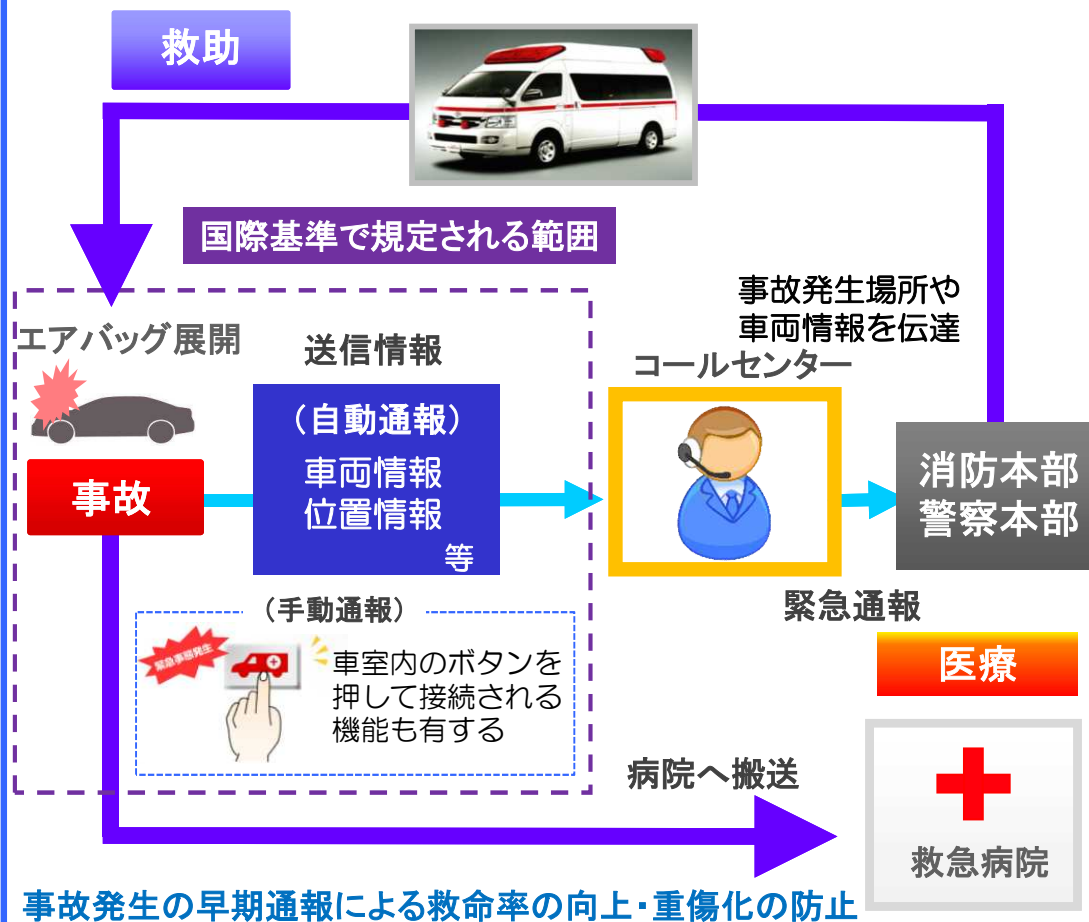 救助
国際基準で規定される範囲
事故発生場所や
車両情報を伝達
エアバッグ展開
送信情報
コールセンター
（自動通報）
車両情報
位置情報
等
事故
消防本部
警察本部
緊急通報
（手動通報）
緊急事態発生
車室内のボタンを
押して接続される
機能も有する
医療
病院へ搬送
救急病院
事故発生の早期通報による救命率の向上・重傷化の防止